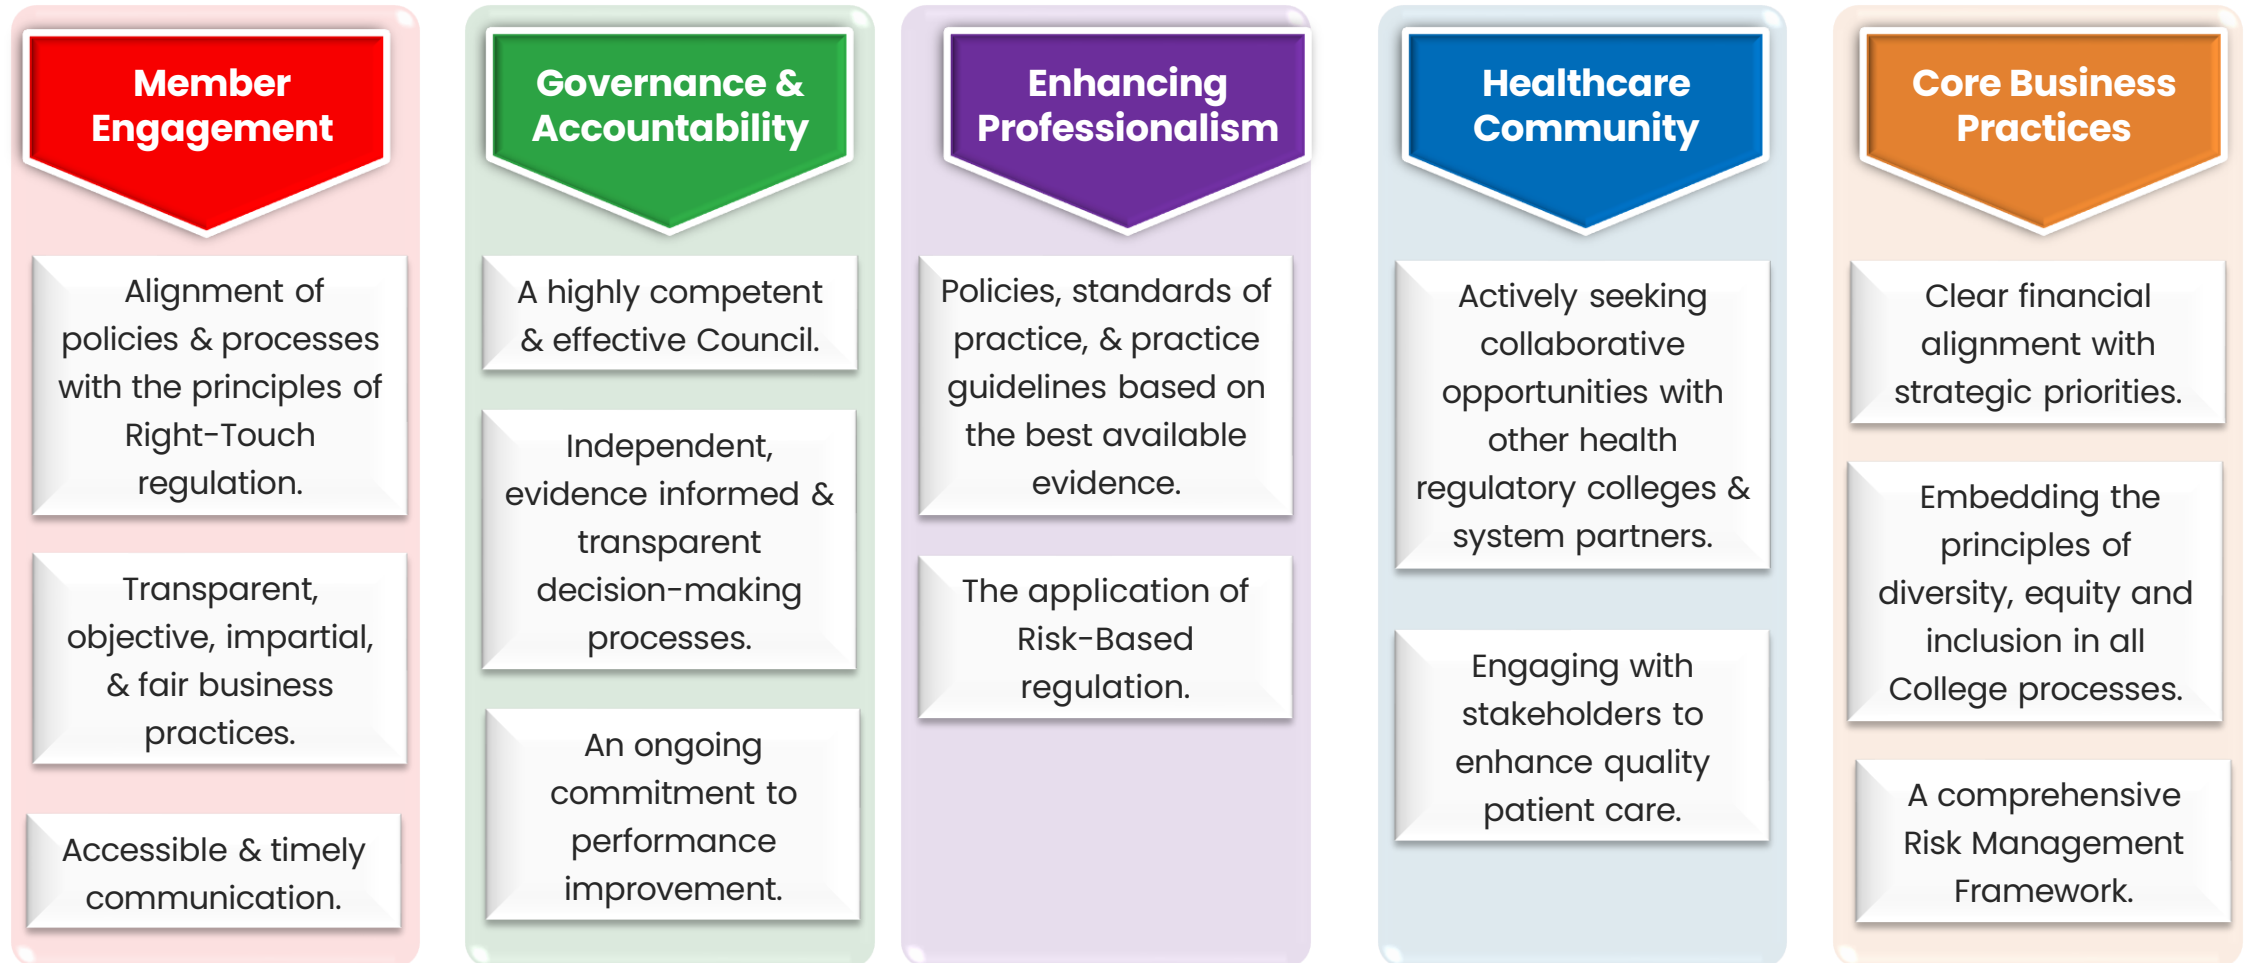 Member
Engagement
Alignment of
policies & processes
with the principles of
Right-Touch
regulation.
Transparent,
objective, impartial,
& fair business
practices.
Accessible & timely
communication.
Governance &
Accountability
A highly competent
& effective Council.
Independent,
evidence informed &
transparent
decision-making
processes.
An ongoing
commitment to
performance
improvement.
Enhancing
Professionalism
Policies, standards of
practice, & practice
guidelines based on
the best available
evidence.
The application of
Risk-Based
regulation.
Healthcare
Community
Actively seeking
collaborative
opportunities with
other health
regulatory colleges &
system partners.
Engaging with
stakeholders to
enhance quality
patient care.
Core Business
Practices
Clear financial
alignment with
strategic priorities.
Embedding the
principles of
diversity, equity and
inclusion in all
College processes.
A comprehensive
Risk Management
Framework.